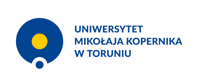 UNIWERSYTET
MIKOŁAJA KOPERNIKA
W TORUNIU